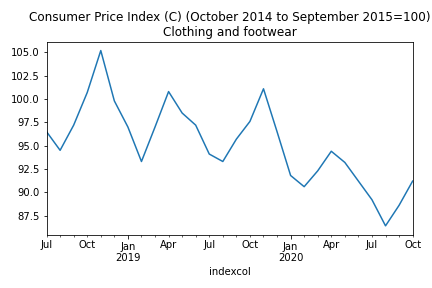 Consumer Price Index (C) (October 2014 to September 2015=100)
Clothing and footwear
105.0
102.5
100.0
97.5
95.0
92.5
90.0
87.5
Jul Oct Jan Apr Jul Oct Jan Apr Jul Oct
2019 2020
indexcol